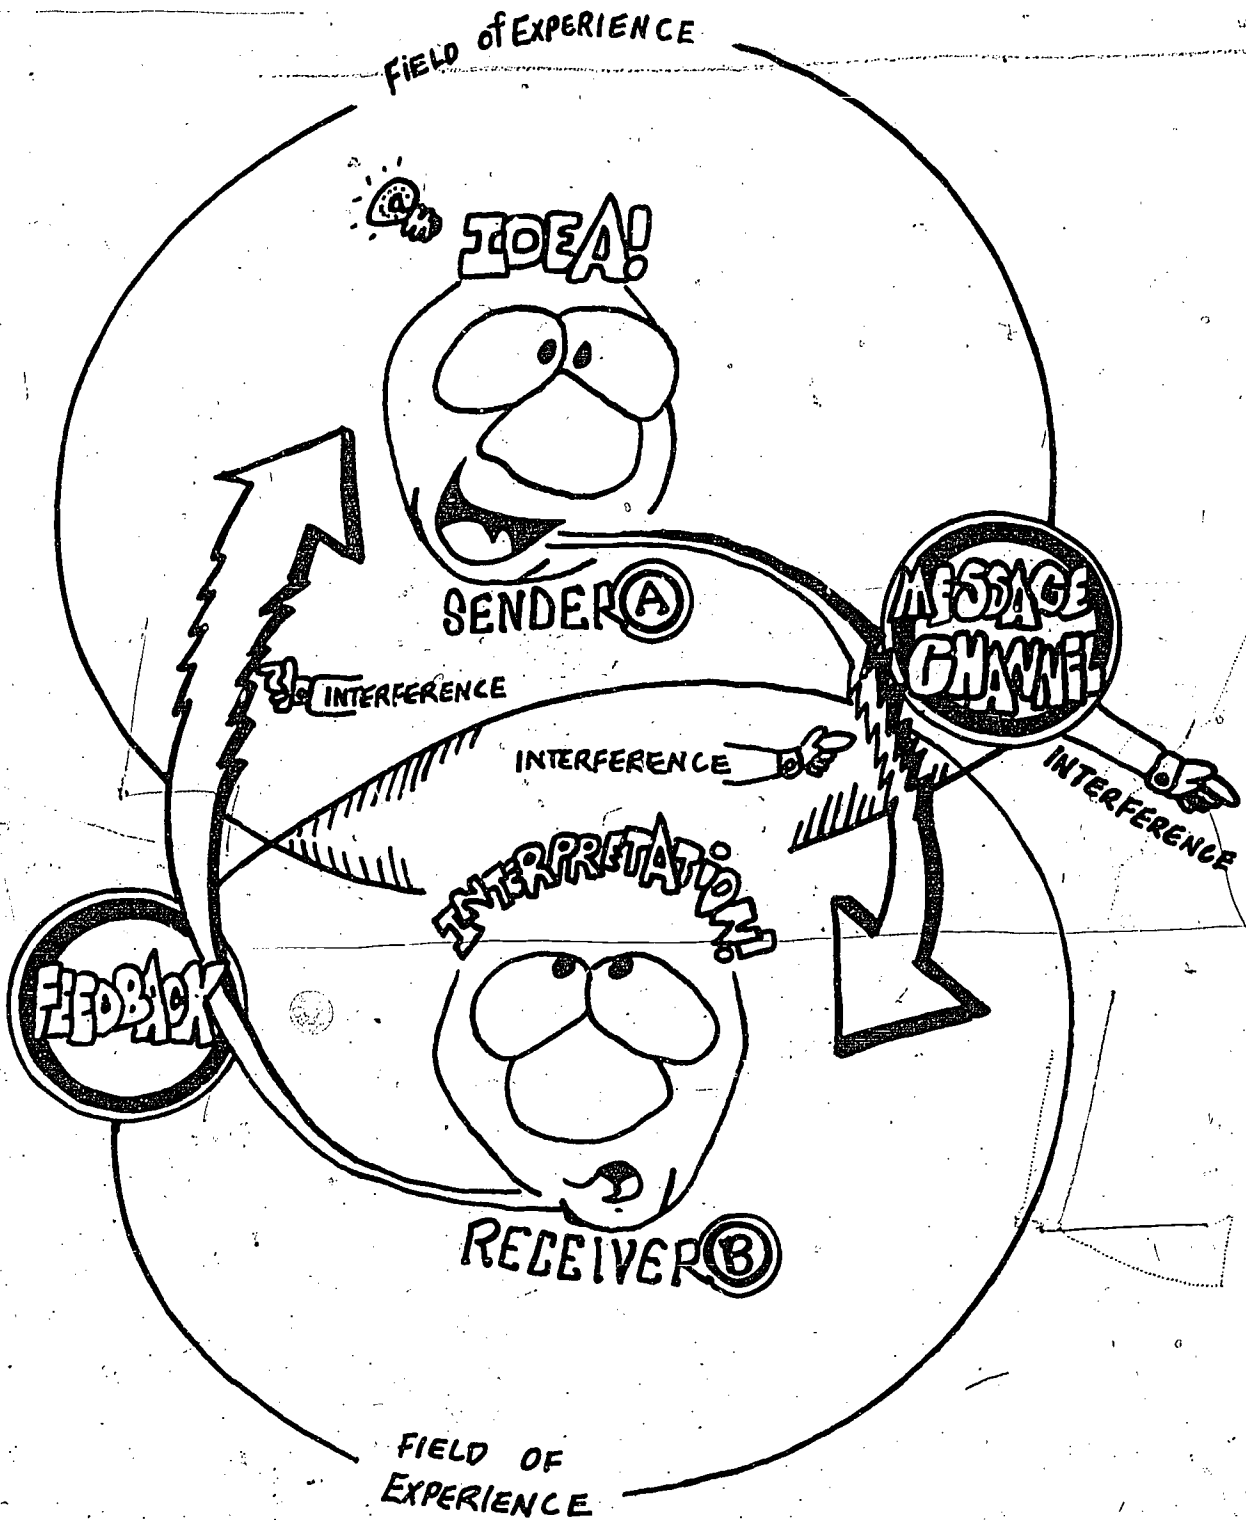 FIELD of EXPERIENCE
IDEA!
SENDER A
MESSAGE
CHANNEL
INTERFERENCE
INTERFERENCE
INTERFERENCE
INTERPRETATION!
FEEDBACK
RECEIVER B
FIELD OF
EXPERIENCE